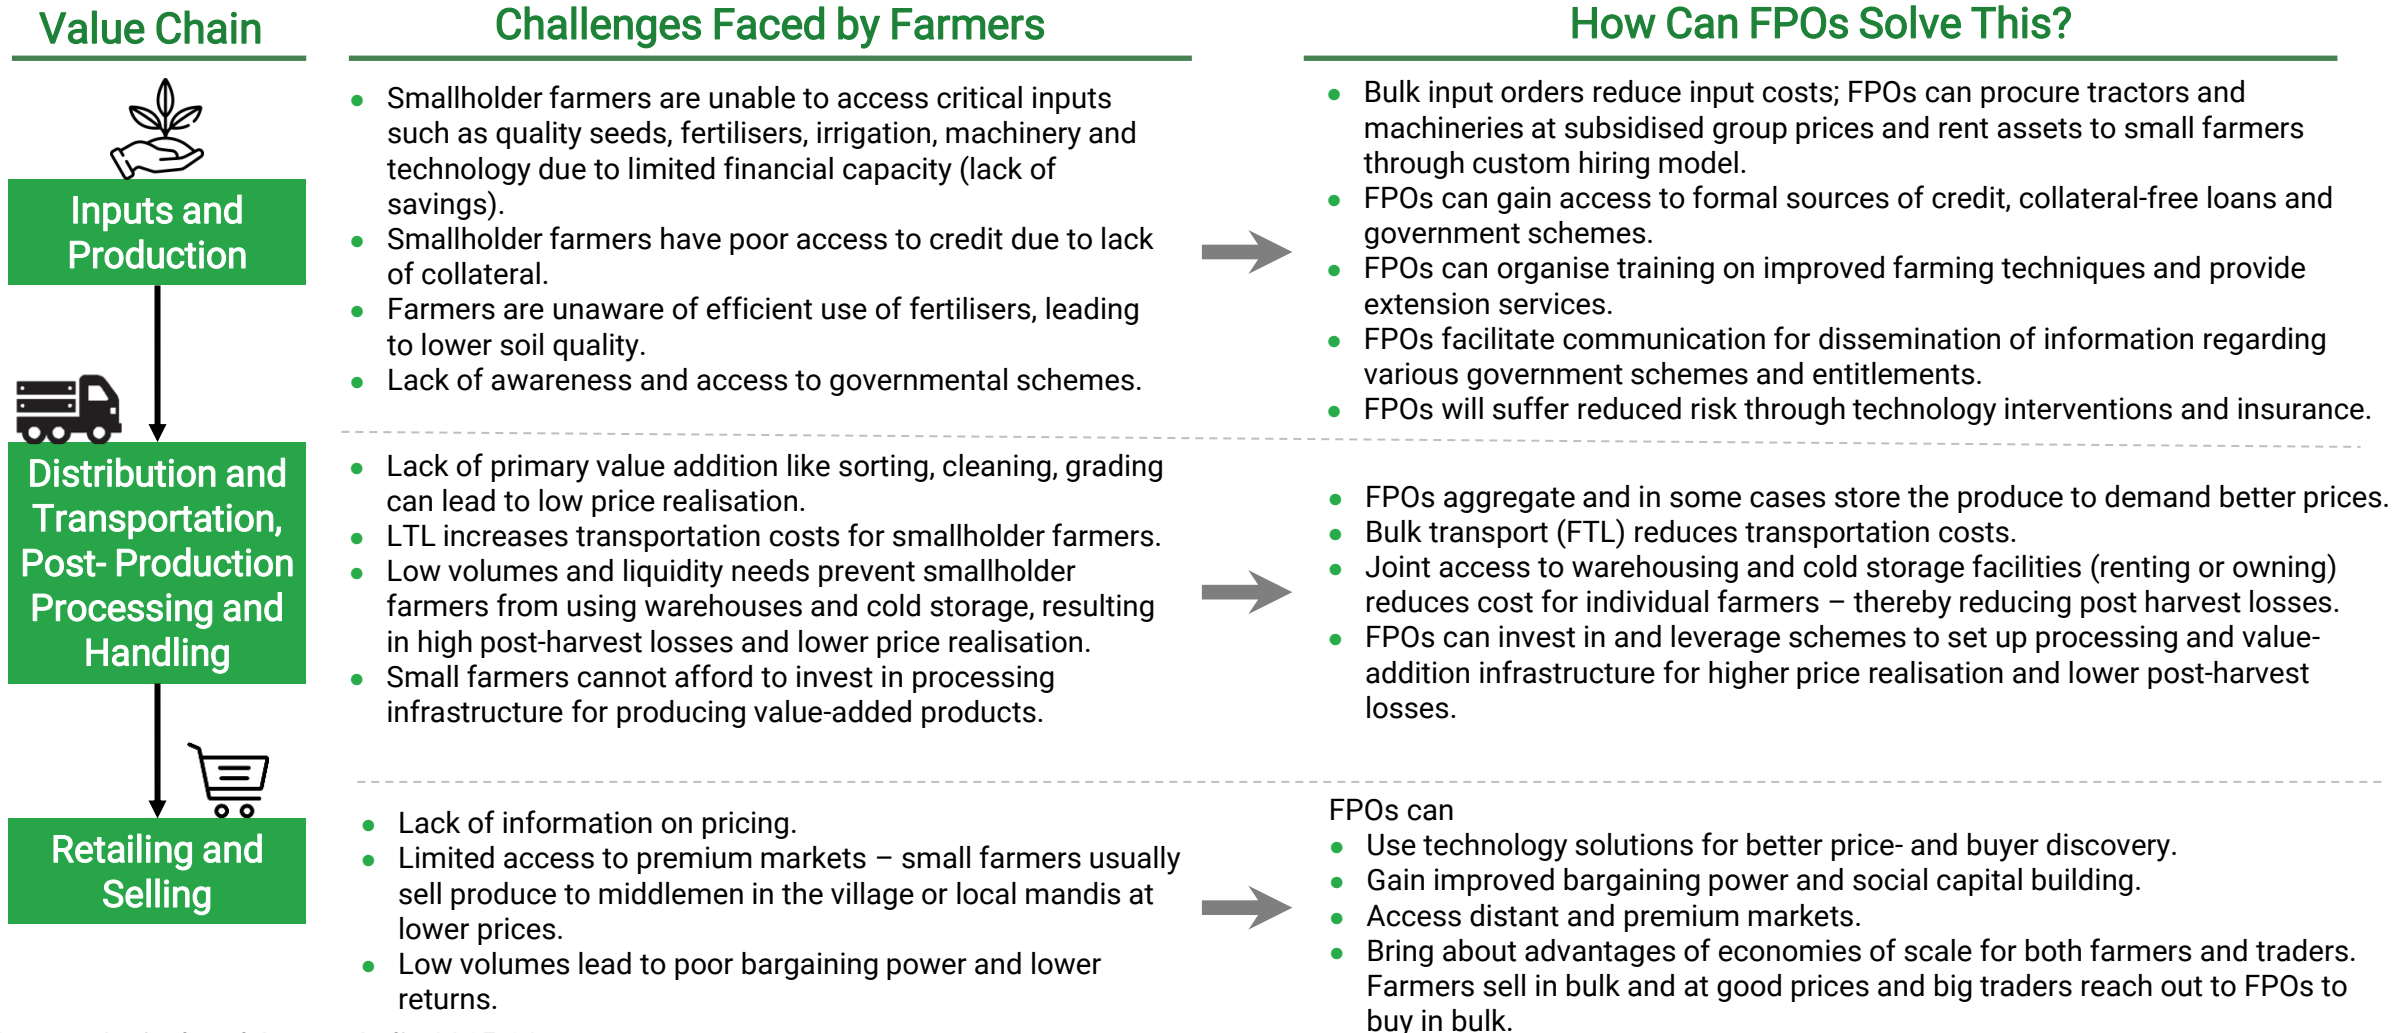 Value Chain
Challenges Faced by Farmers
How Can FPOs Solve This?
Inputs and
Production
• Smallholder farmers are unable to access critical inputs
such as quality seeds, fertilisers, irrigation, machinery and
technology due to limited financial capacity (lack of
savings).
• Smallholder farmers have poor access to credit due to lack
of collateral.
• Farmers are unaware of efficient use of fertilisers, leading
to lower soil quality.
• Lack of awareness and access to governmental schemes.
• Bulk input orders reduce input costs; FPOs can procure tractors and
machineries at subsidised group prices and rent assets to small farmers
through custom hiring model.
• FPOs can gain access to formal sources of credit, collateral-free loans and
government schemes.
• FPOs can organise training on improved farming techniques and provide
extension services.
• FPOs facilitate communication for dissemination of information regarding
various government schemes and entitlements.
• FPOs will suffer reduced risk through technology interventions and insurance.
Distribution and
Transportation,
Post- Production
Processing and
Handling
• Lack of primary value addition like sorting, cleaning, grading
can lead to low price realisation.
• LTL increases transportation costs for smallholder farmers.
• Low volumes and liquidity needs prevent smallholder
farmers from using warehouses and cold storage, resulting
in high post-harvest losses and lower price realisation.
• Small farmers cannot afford to invest in processing
infrastructure for producing value-added products.
• FPOs aggregate and in some cases store the produce to demand better prices.
• Bulk transport (FTL) reduces transportation costs.
• Joint access to warehousing and cold storage facilities (renting or owning)
reduces cost for individual farmers – thereby reducing post harvest losses.
• FPOs can invest in and leverage schemes to set up processing and value-
addition infrastructure for higher price realisation and lower post-harvest
losses.
Retailing and
Selling
• Lack of information on pricing.
• Limited access to premium markets – small farmers usually
sell produce to middlemen in the village or local mandis at
lower prices.
• Low volumes lead to poor bargaining power and lower
returns.
FPOs can
• Use technology solutions for better price- and buyer discovery.
• Gain improved bargaining power and social capital building.
• Access distant and premium markets.
• Bring about advantages of economies of scale for both farmers and traders.
Farmers sell in bulk and at good prices and big traders reach out to FPOs to
buy in bulk.